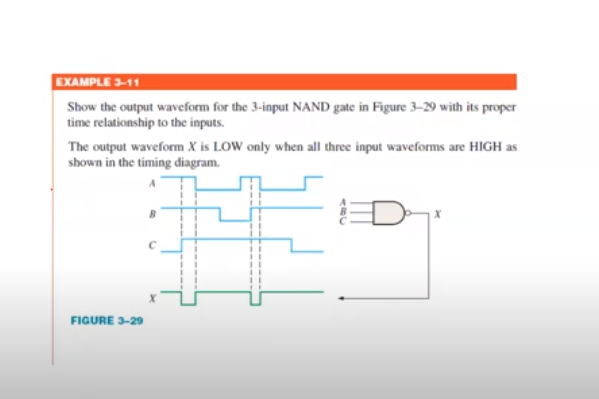 EXAMPLE 3–11
Show the output waveform for the 3-input NAND gate in Figure 3–29 with its proper
time relationship to the inputs.
The output waveform X is LOW only when all three input waveforms are HIGH as
shown in the timing diagram.
A
B
C
X
A
B
C
X
FIGURE 3–29